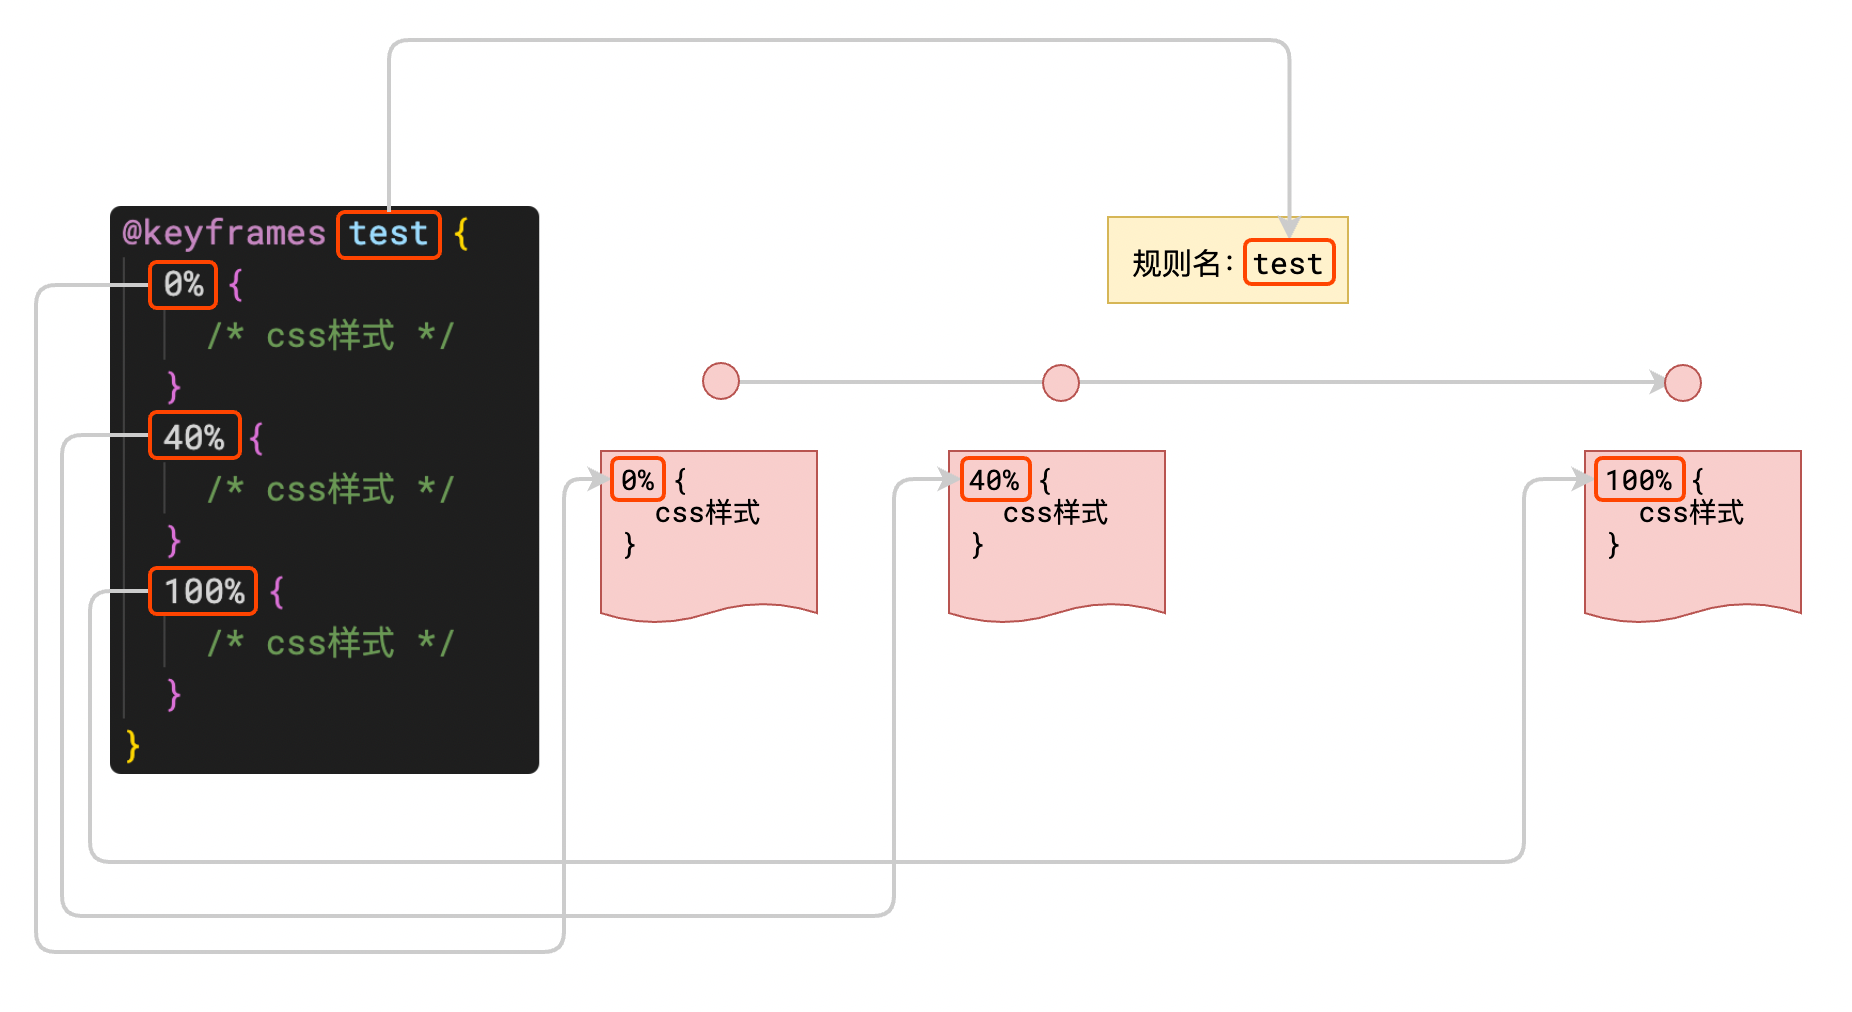 @keyframes test {
0% {
/* css样式 */
}
40% {
/* css样式 */
}
100% {
/* css样式 */
}
}
规则名：test
0% {
css样式
}
40% {
css样式
}
100% {
css样式
}